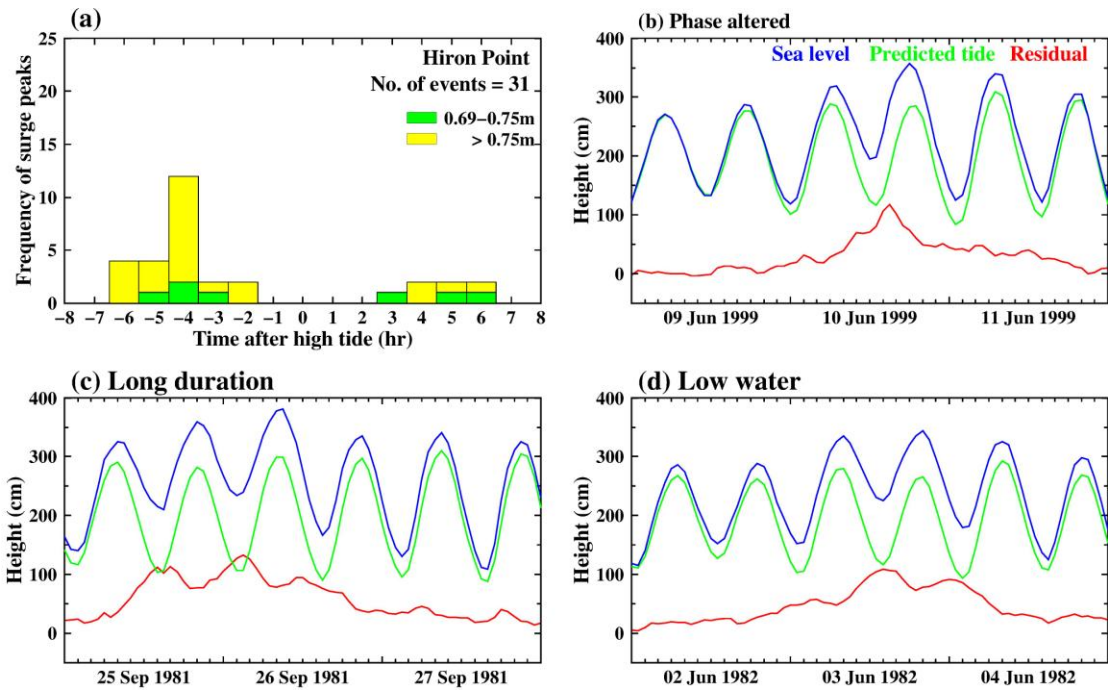 (a)
25
20
15
10
5
0
Frequency of surge peaks
Hiron Point
No. of events = 31
0.69−0.75m
> 0.75m
−8 −7 −6 −5 −4 −3 −2 −1 0 1 2 3 4 5 6 7 8
Time after high tide (hr)
(b) Phase altered
400
300
200
100
0
Height (cm)
Sea level Predicted tide Residual
09 Jun 1999 10 Jun 1999 11 Jun 1999
(c) Long duration
400
300
200
100
0
Height (cm)
25 Sep 1981 26 Sep 1981 27 Sep 1981
(d) Low water
400
300
200
100
0
Height (cm)
02 Jun 1982 03 Jun 1982 04 Jun 1982